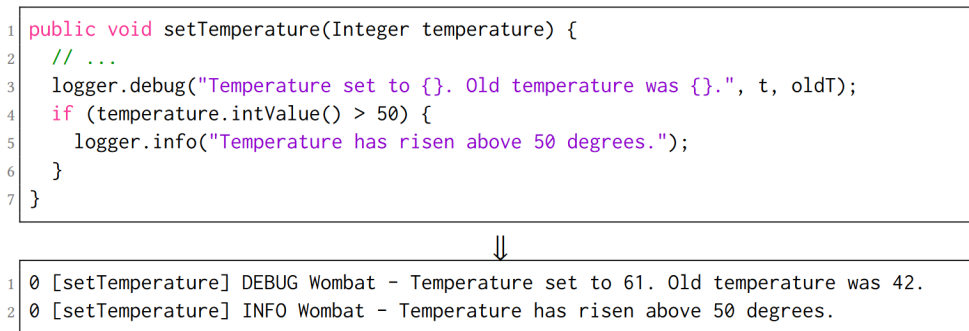 1 public void setTemperature(Integer temperature) {
2 // ...
3 logger.debug("Temperature set to {}. Old temperature was {}.", t, oldT);
4 if (temperature.intValue() > 50) {
5 logger.info("Temperature has risen above 50 degrees.");
6 }
7 }
⇓
1 0 [setTemperature] DEBUG Wombat - Temperature set to 61. Old temperature was 42.
2 0 [setTemperature] INFO Wombat - Temperature has risen above 50 degrees.